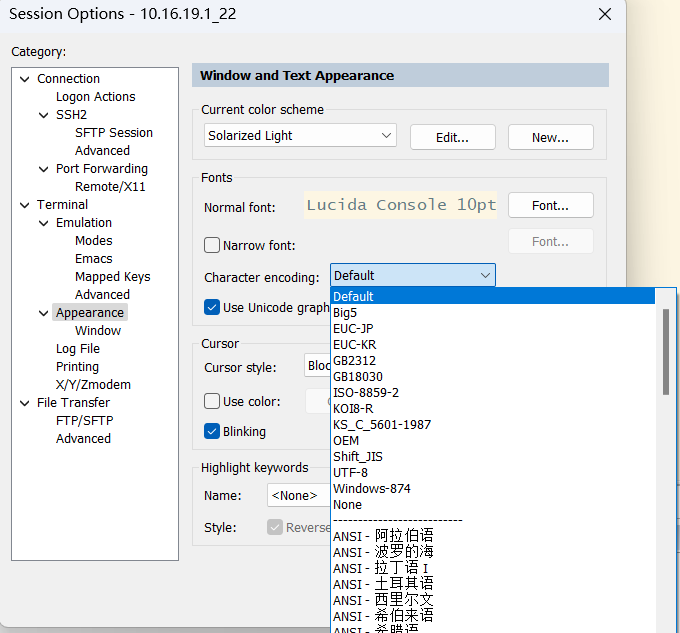 Session Options - 10.16.19.1_22
Category:
Connection
Logon Actions
SSH2
SFTP Session
Advanced
Port Forwarding
Remote/X11
Terminal
Emulation
Modes
Emacs
Mapped Keys
Advanced
Appearance
Window
Log File
Printing
X/Y/Zmodem
File Transfer
FTP/SFTP
Advanced
Window and Text Appearance
Current color scheme
Solarized Light
Edit...
New...
Fonts
Normal font:
Lucida Console 10pt
Font...
Narrow font:
Font...
Character encoding:
Default
Use Unicode graph
Cursor
Cursor style:
Bloc
Use color:
Blinking
Highlight keywords
Name:
<None>
Style:
Reverse
Default
Big5
EUC-JP
EUC-KR
GB2312
GB18030
ISO-8859-2
KOI8-R
KS_C_5601-1987
OEM
Shift_JIS
UTF-8
Windows-874
None
--------------------------
ANSI - 阿拉伯语
ANSI - 波罗的海
ANSI - 拉丁语 I
ANSI - 土耳其语
ANSI - 西里尔文
ANSI - 希伯来语
ANSI - 希腊语